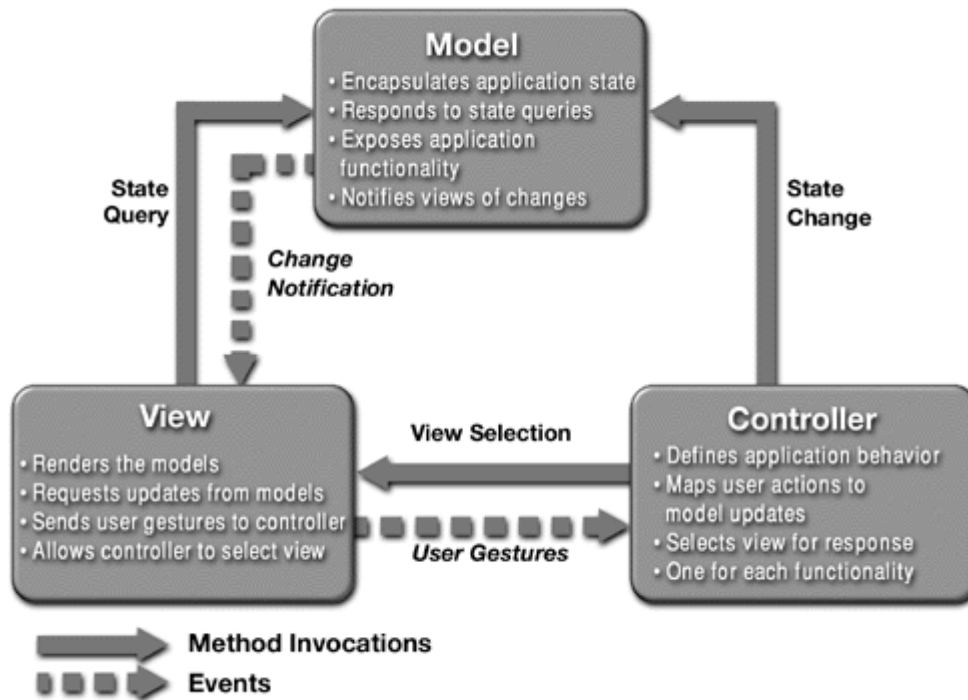 Model
• Encapsulates application state
• Responds to state queries
• Exposes application
functionality
• Notifies views of changes
State
Query
Change
Notification
State
Change
View
• Renders the models
• Requests updates from models
• Sends user gestures to controller
• Allows controller to select view
View Selection
User Gestures
Controller
• Defines application behavior
• Maps user actions to
model updates
• Selects view for response
• One for each functionality
Method Invocations
Events